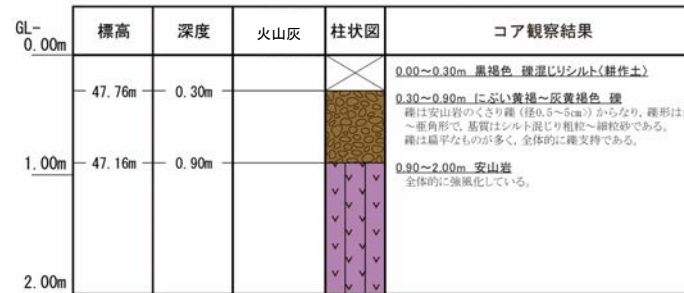 GL-
0.00m
標高 深度 火山灰 柱状図 コア観察結果
0.00～0.30m 黒褐色 礫混じりシルト(耕作土)
47.76m 0.30m
0.30～0.90m にぶい黄褐～灰黄褐色 礫
礫は安山岩のくさり礫 (径0.5～5cm)) からなり, 礫形は
～亜角形で, 基質はシルト混じり粗粒～細粒砂である。
礫は扁平なものが多く, 全体的に礫支持である。
1.00m 47.16m 0.90m
0.90～2.00m 安山岩
全体的に強風化している。
2.00m